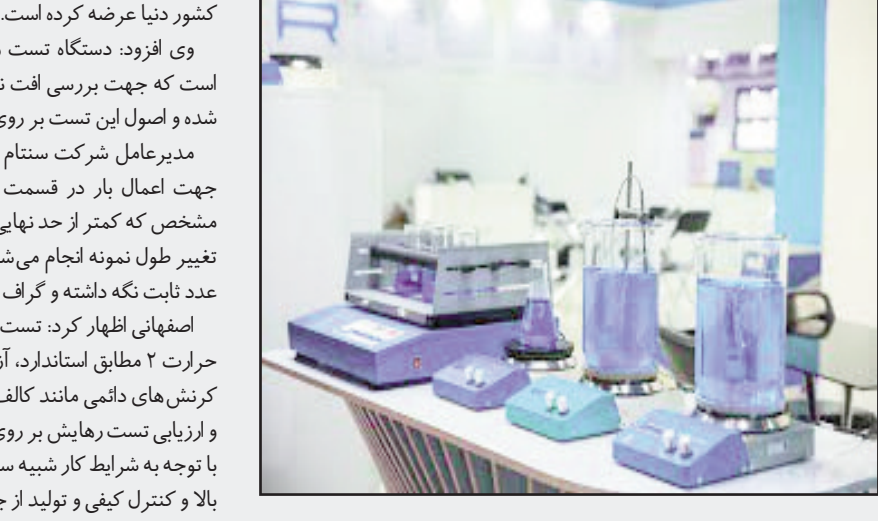 کشور دنیا عرضه کرده است.
وی افزود: دستگاه تست
است که جهت بررسی افت
شده و اصول این تست بر روی
مدیرعامل شرکت سنتام
جهت اعمال بار در قسمت
مشخص که کمتر از حد نهایی
تغییر طول نمونه انجام می‌ش
عدد ثابت نگه داشته و گراف
اصفهانی اظهار کرد: تست
حرارت ۲ مطابق استاندارد، آز
کرنش‌های دائمی مانند کالف
و ارزیابی تست رهایش بر روی
با توجه به شرایط کار شبیه س
بالا و کنترل کیفی و تولید از ج